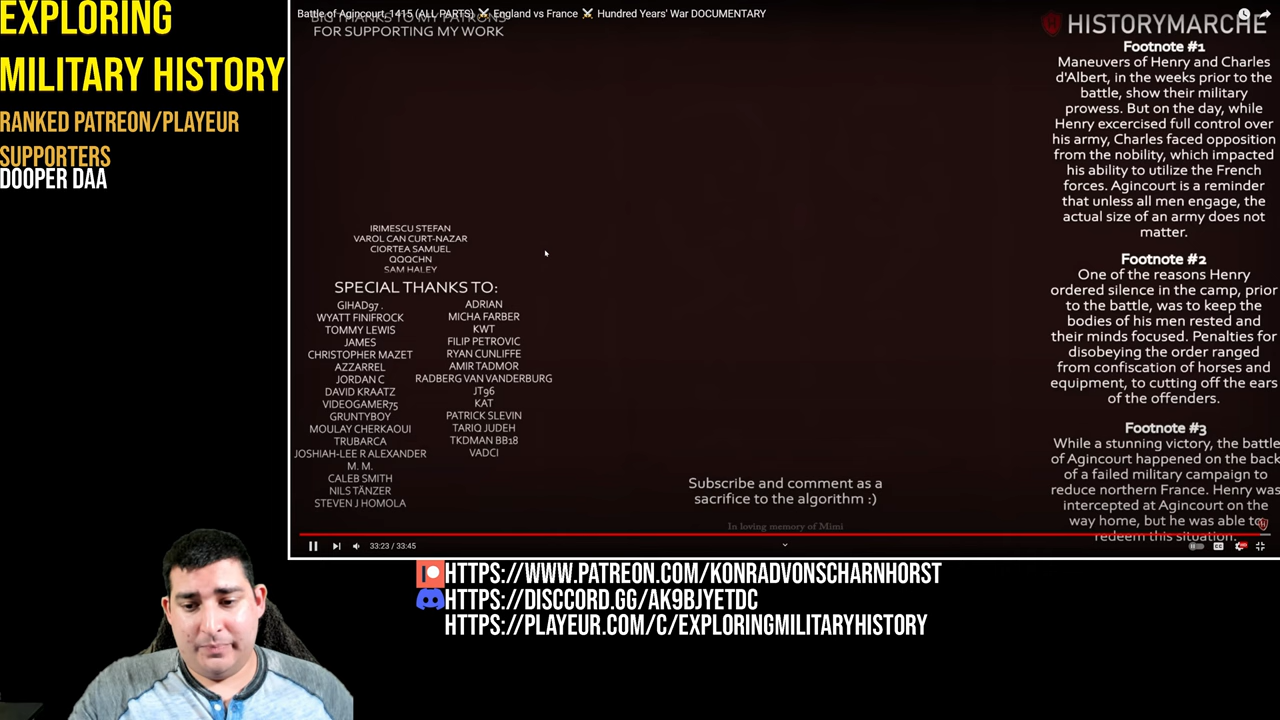 EXPLORING
MILITARY HISTORY
RANKED PATREON/PLAYEUR
SUPPORTERS
DOOPER DAA
Battle of Agincourt, 1415 (ALL PARTS) ⚔ England vs France ⚔ Hundred Years' War DOCUMENTARY
BIG THANKS TO MY PATRONS
FOR SUPPORTING MY WORK
IRIMESCU STEFAN
VAROL CAN CURT-NAZAR
CIORTEA SAMUEL
QQQCHN
SAM HALEY
SPECIAL THANKS TO:
GIHAD97 .
WYATT FINIFROCK
TOMMY LEWIS
JAMES
CHRISTOPHER MAZET
AZZARREL
JORDAN C
DAVID KRAATZ
VIDEOGAMER75
GRUNTYBOY
MOULAY CHERKAOUI
TRUBARCA
JOSHIAH-LEE R ALEXANDER
M. M.
CALEB SMITH
NILS TÄNZER
STEVEN J HOMOLA
ADRIAN
MICHA FARBER
KWT
FILIP PETROVIC
RYAN CUNLIFFE
AMIR TADMOR
RADBERG VAN VANDERBURG
JT96
KAT
PATRICK SLEVIN
TARIQ JUDEH
TKDMAN BB18
VADCI
Subscribe and comment as a
sacrifice to the algorithm :)
In loving memory of Mimi
HISTORYMARCHE
Footnote #1
Maneuvers of Henry and Charles
d'Albert, in the weeks prior to the
battle, show their military
prowess. But on the day, while
Henry excercised full control over
his army, Charles faced opposition
from the nobility, which impacted
his ability to utilize the French
forces. Agincourt is a reminder
that unless all men engage, the
actual size of an army does not
matter.
Footnote #2
One of the reasons Henry
ordered silence in the camp, prior
to the battle, was to keep the
bodies of his men rested and
their minds focused. Penalties for
disobeying the order ranged
from confiscation of horses and
equipment, to cutting off the ears
of the offenders.
Footnote #3
While a stunning victory, the battle
of Agincourt happened on the back
of a failed military campaign to
reduce northern France. Henry was
intercepted at Agincourt on the
way home, but he was able to
redeem this situation.
33:23 / 33:45
HTTPS://WWW.PATREON.COM/KONRADVONSCHARNHORST
HTTPS://DISCCORD.GG/AK9BJYETDC
HTTPS://PLAYEUR.COM/C/EXPLORINGMILITARYHISTORY